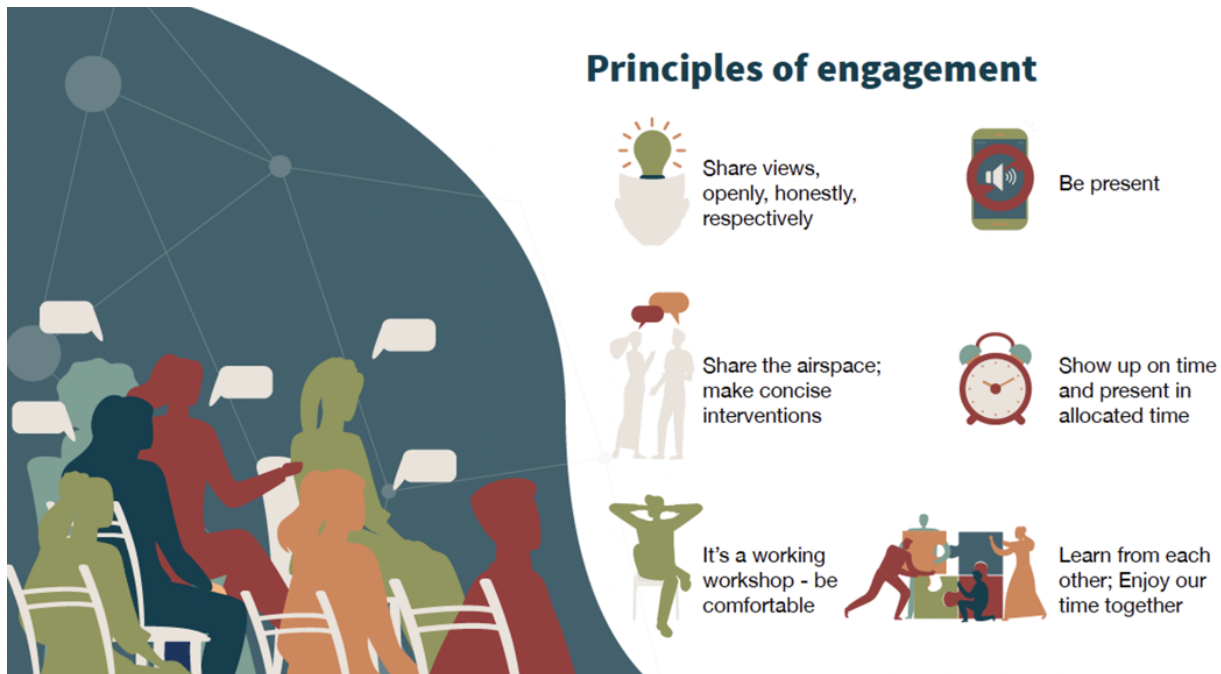 Principles of engagement
Share views,
openly, honestly,
respectively
Be present
Share the airspace;
make concise
interventions
Show up on time
and present in
allocated time
It's a working
workshop - be
comfortable
Learn from each
other; Enjoy our
time together